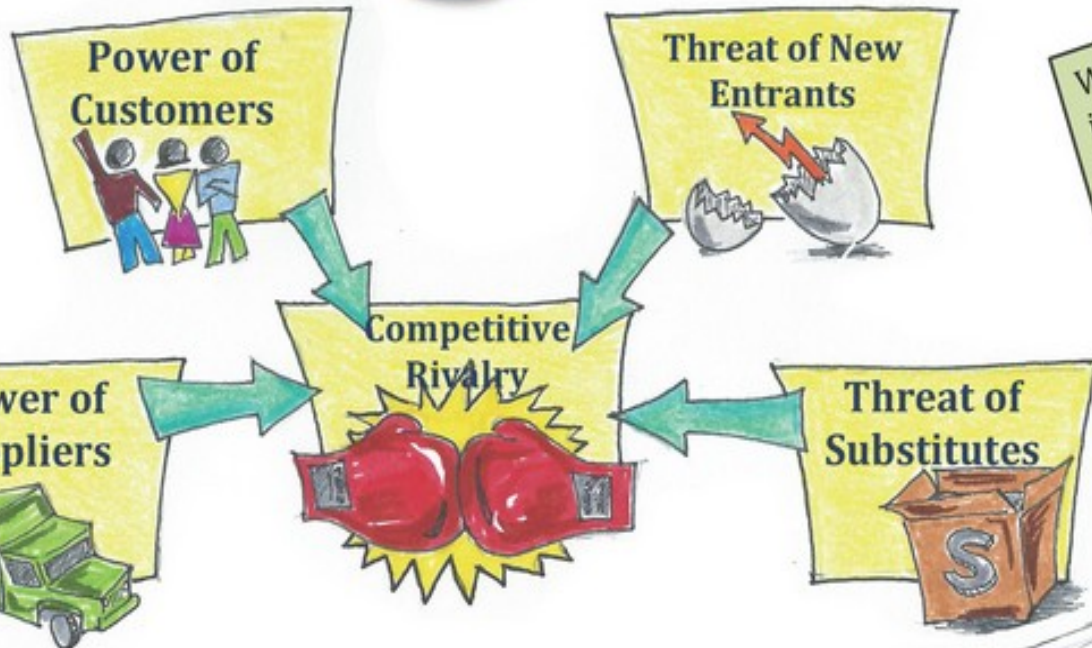 Power of
Customers
Threat of New
Entrants
Competitive
Rivalry
wer of
pliers
Threat of
Substitutes
S